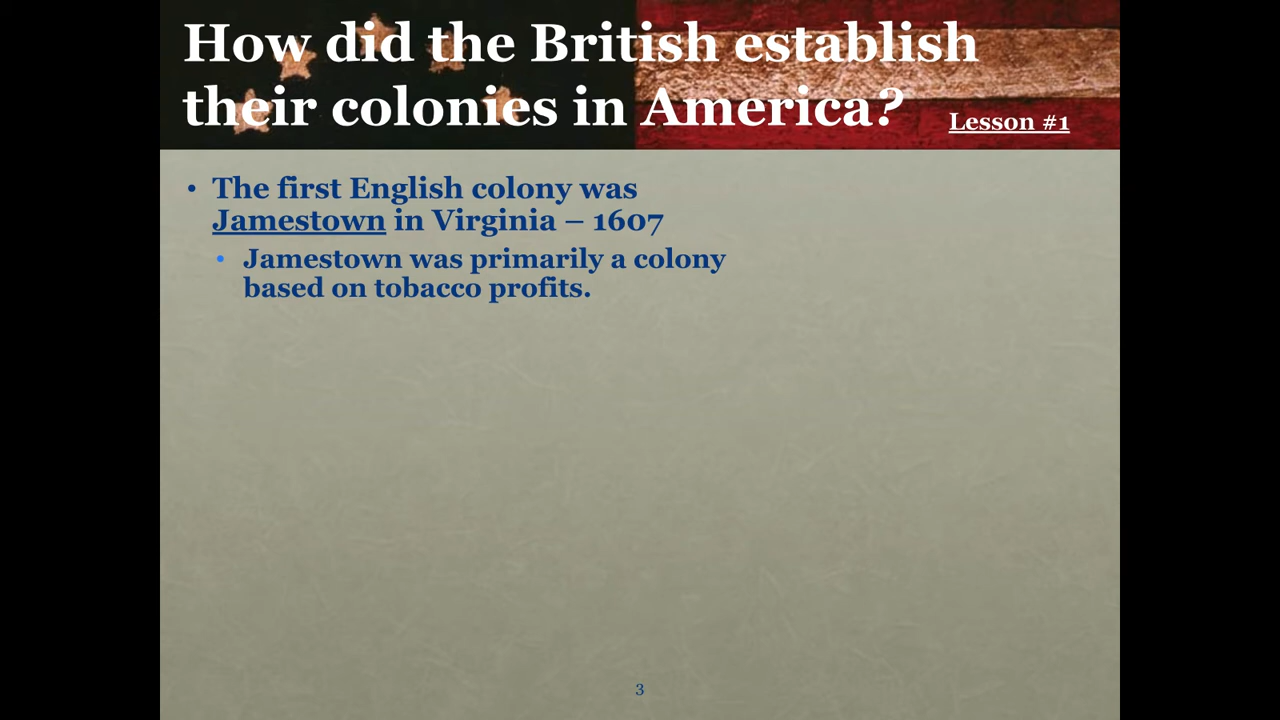 How did the British establish
their colonies in America?
Lesson #1
• The first English colony was
Jamestown in Virginia – 1607
• Jamestown was primarily a colony
based on tobacco profits.
3